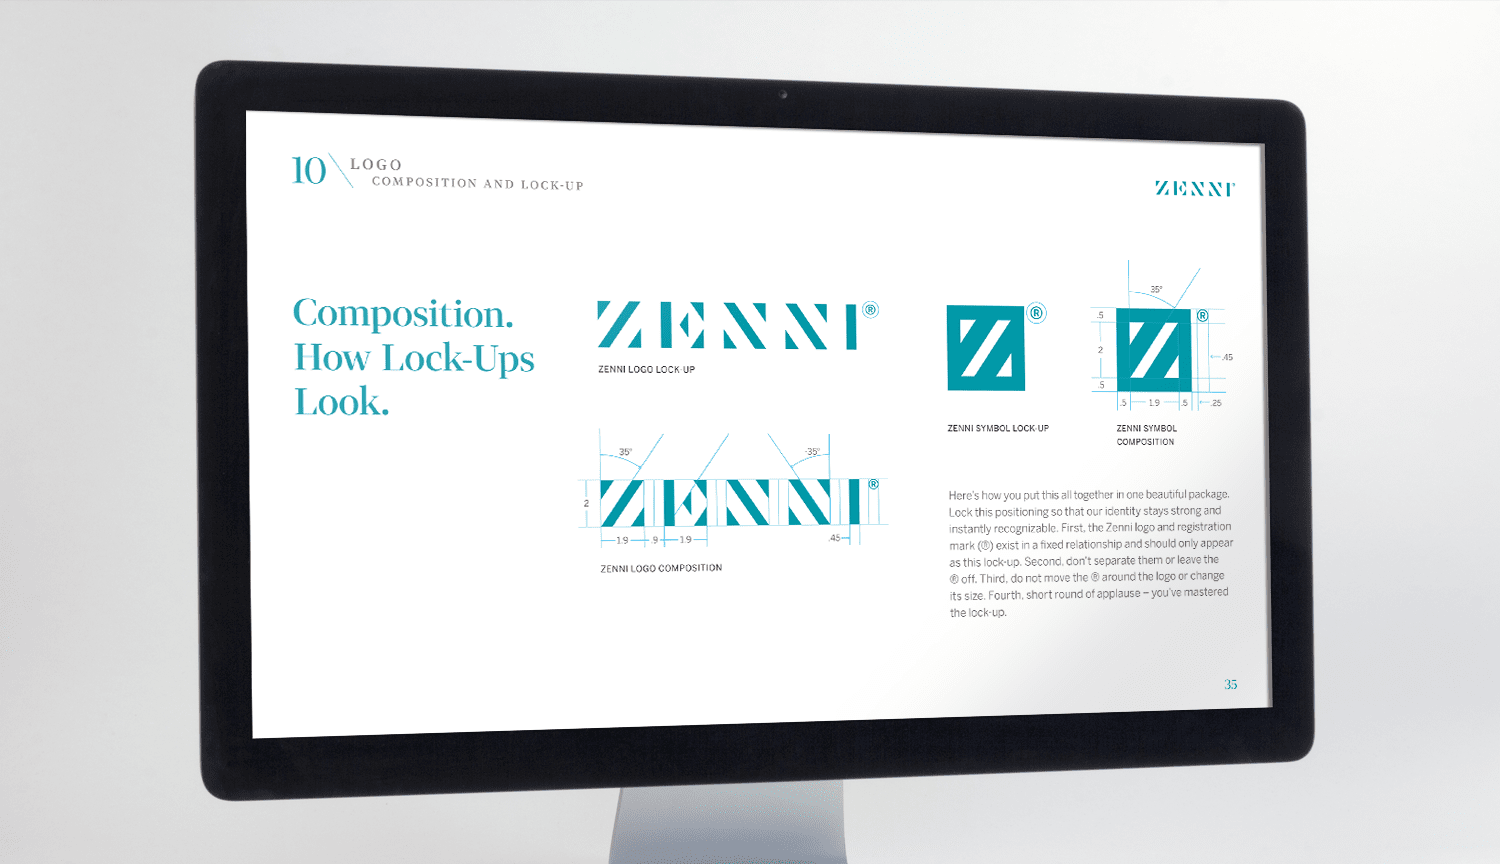 10 LOGO
COMPOSITION AND LOCK-UP
ZENNI
Composition.
How Lock-Ups
Look.
ZENNI®
ZENNI LOGO LOCK-UP
35°
-35°
2
ZENNI®
1.9 .9 1.9 .45
ZENNI LOGO COMPOSITION
Z®
ZENNI SYMBOL LOCK-UP
35°
.5
2
.5
Z®
.45
.5 1.9 .5 .25
ZENNI SYMBOL
COMPOSITION
Here's how you put this all together in one beautiful package.
Lock this positioning so that our identity stays strong and
instantly recognizable. First, the Zenni logo and registration
mark (®) exist in a fixed relationship and should only appear
as this lock-up. Second, don't separate them or leave the
® off. Third, do not move the ® around the logo or change
its size. Fourth, short round of applause – you've mastered
the lock-up.
35